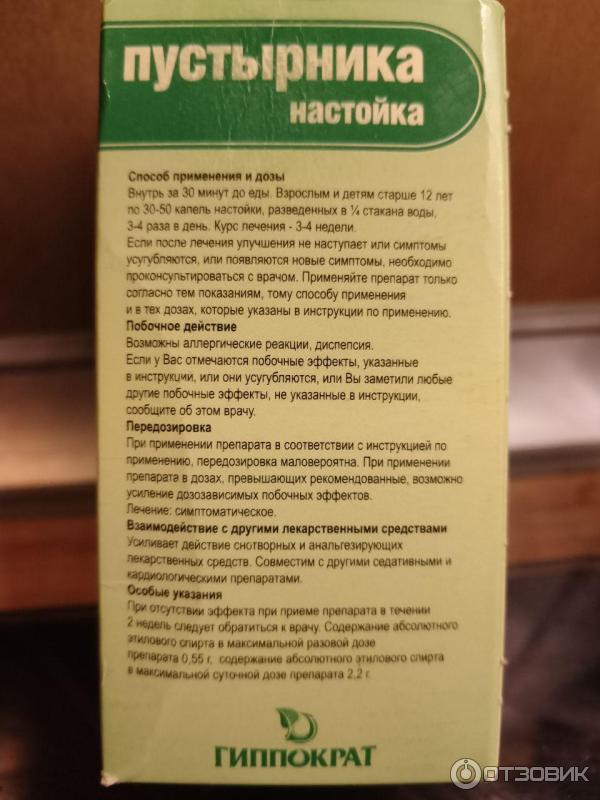 пустырника
настойка
Способ применения и дозы
Внутрь за 30 минут до еды. Взрослым и детям старше 12 лет
по 30-50 капель настойки, разведенных в ¼ стакана воды,
3-4 раза в день. Курс лечения - 3-4 недели.
Если после лечения улучшения не наступает или симптомы
усугубляются, или появляются новые симптомы, необходимо
проконсультироваться с врачом. Применяйте препарат только
согласно тем показаниям, тому способу применения
и в тех дозах, которые указаны в инструкции по применению.
Побочное действие
Возможны аллергические реакции, диспепсия.
Если у Вас отмечаются побочные эффекты, указанные
в инструкции, или они усугубляются, или Вы заметили любые
другие побочные эффекты, не указанные в инструкции,
сообщите об этом врачу.
Передозировка
При применении препарата в соответствии с инструкцией по
применению, передозировка маловероятна. При применении
препарата в дозах, превышающих рекомендованные, возможно
усиление дозозависимых побочных эффектов.
Лечение: симптоматическое.
Взаимодействие с другими лекарственными средствами
Усиливает действие снотворных и анальгезирующих
лекарственных средств. Совместим с другими седативными и
кардиологическими препаратами.
Особые указания
При отсутствии эффекта при приеме препарата в течении
2 недель следует обратиться к врачу. Содержание абсолютного
этилового спирта в максимальной разовой дозе
препарата 0,55 г, содержание абсолютного этилового спирта
в максимальной суточной дозе препарата 2,2 г.
ГИППОКРАТ
ОТЗОВИК